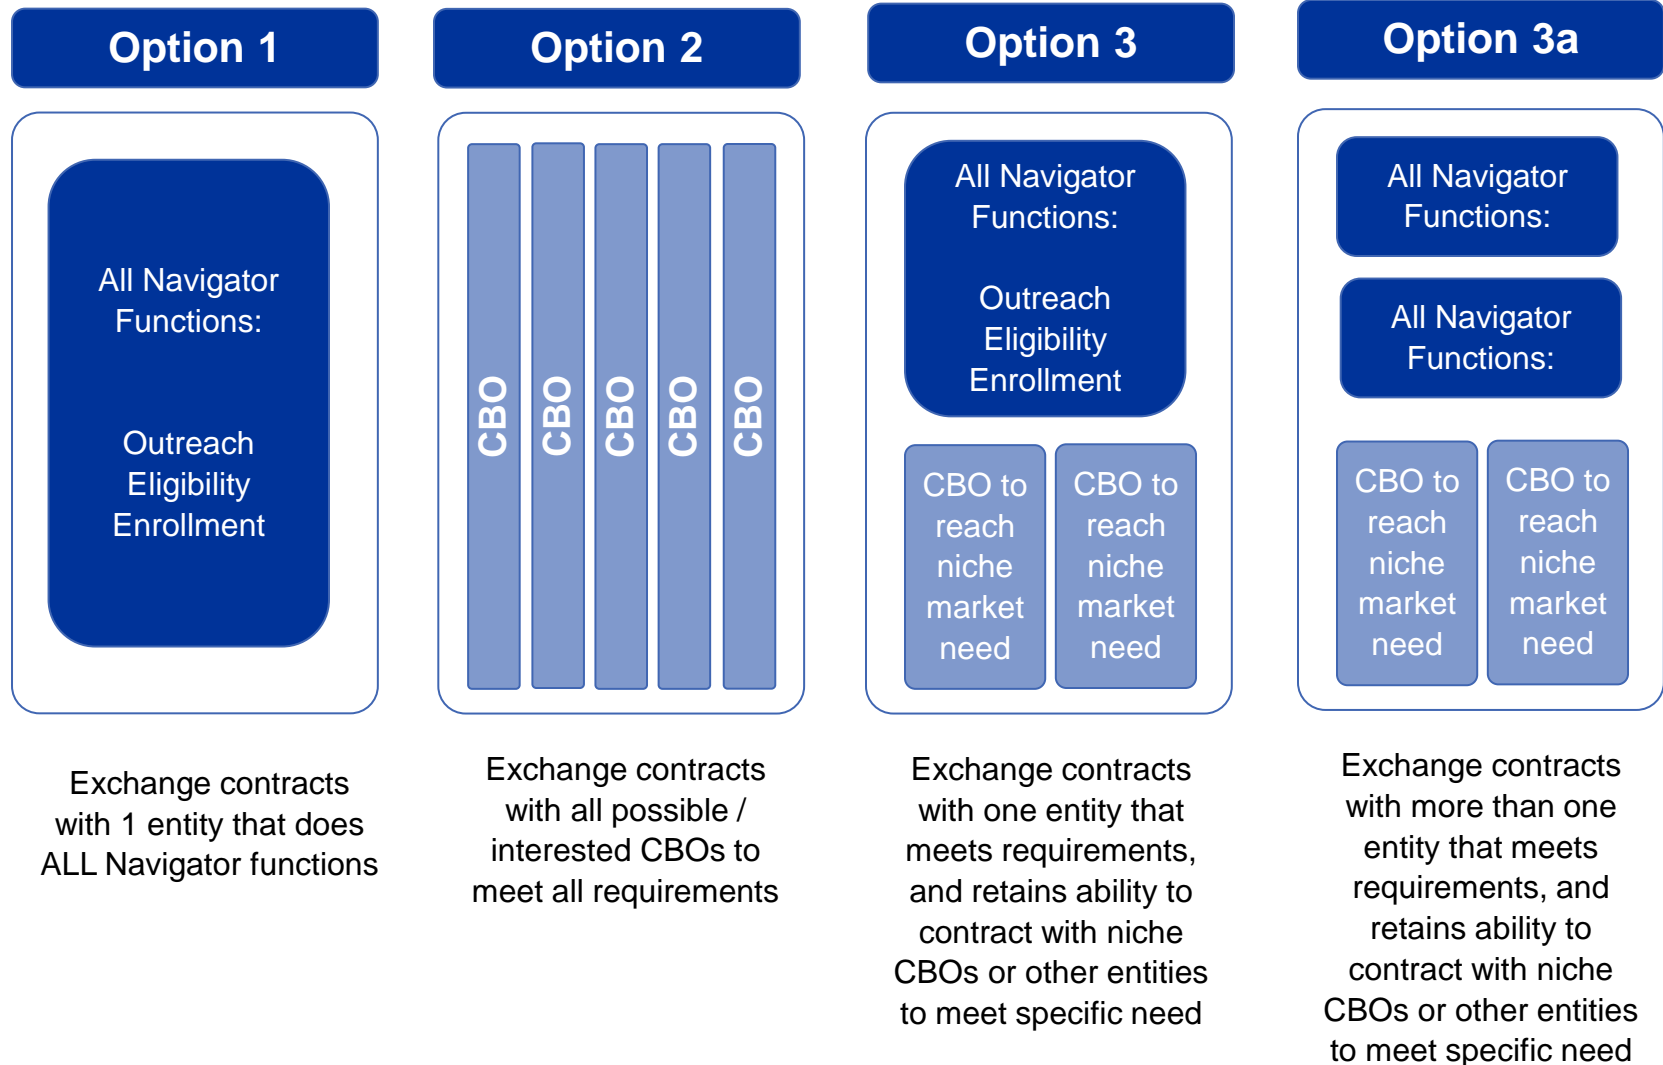 Option 1
All Navigator
Functions:
Outreach
Eligibility
Enrollment
Exchange contracts
with 1 entity that does
ALL Navigator functions
Option 2
CBO
CBO
CBO
CBO
CBO
Exchange contracts
with all possible /
interested CBOs to
meet all requirements
Option 3
All Navigator
Functions:
Outreach
Eligibility
Enrollment
CBO to
reach
niche
market
need
CBO to
reach
niche
market
need
Exchange contracts
with one entity that
meets requirements,
and retains ability to
contract with niche
CBOs or other entities
to meet specific need
Option 3a
All Navigator
Functions:
All Navigator
Functions:
CBO to
reach
niche
market
need
CBO to
reach
niche
market
need
Exchange contracts
with more than one
entity that meets
requirements, and
retains ability to
contract with niche
CBOs or other entities
to meet specific need